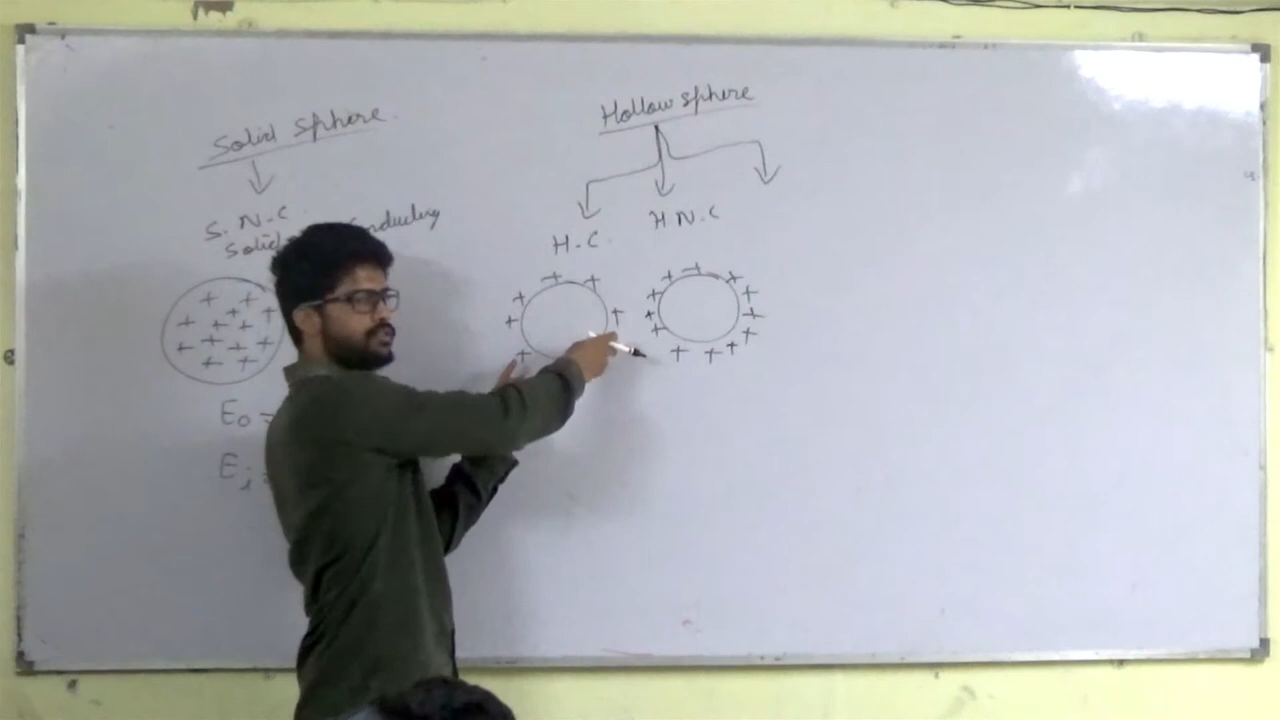 Solid Sphere
S. N-C
Solid Conducting
E₀ =
Eᵢ =
Hollow Sphere
H-C.
H N.C